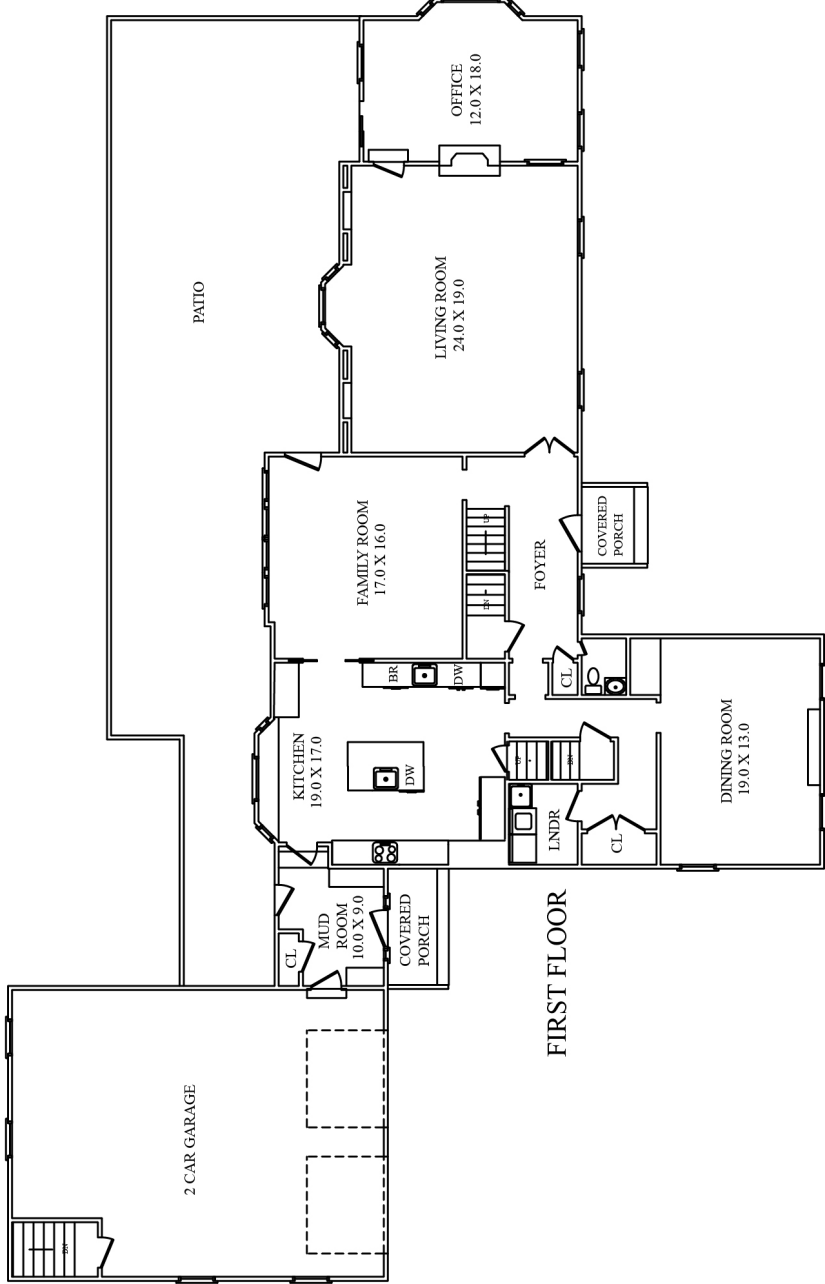 OFFICE
12.0 X 18.0
PATIO
LIVING ROOM
24.0 X 19.0
FAMILY ROOM
17.0 X 16.0
UP
DN
FOYER
COVERED
PORCH
BR
DW
CL
KITCHEN
19.0 X 17.0
DW
UP
DN
DINING ROOM
19.0 X 13.0
LNDR
CL
MUD
ROOM
10.0 X 9.0
CL
COVERED
PORCH
FIRST FLOOR
2 CAR GARAGE
DN